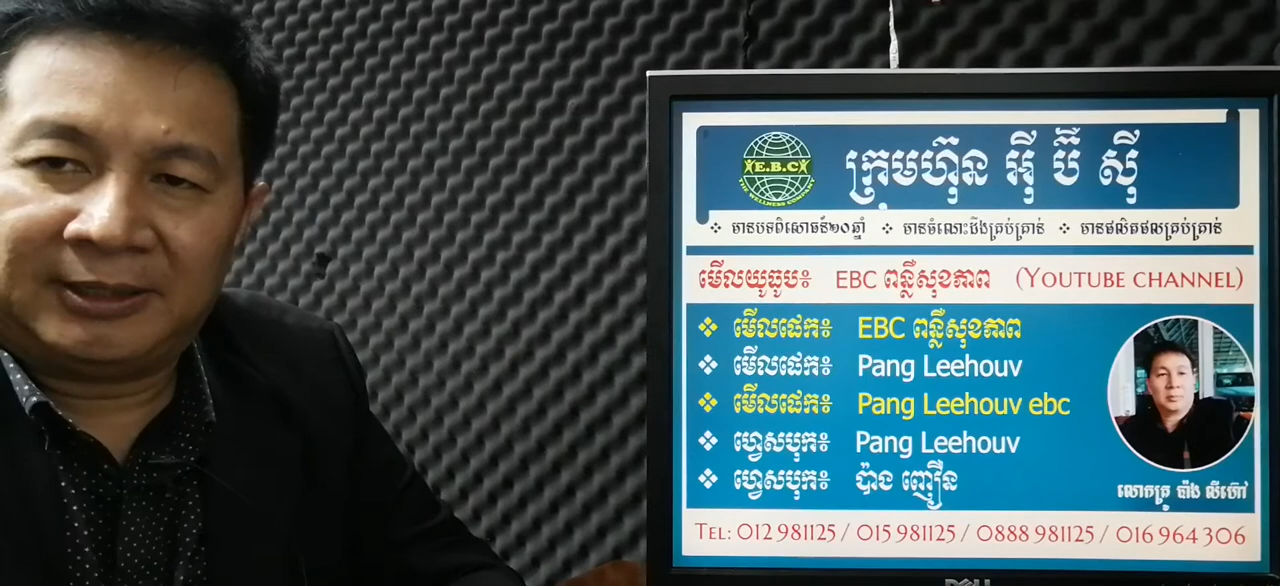 E.B.C
THE WELLNESS COMPANY
ក្រុមហ៊ុន អ៊ី ប៊ី ស៊ី
❖ មានបទពិសោធន៍២០ឆ្នាំ ❖ មានចំណេះដឹងគ្រប់គ្រាន់ ❖ មានផលិតផលគ្រប់គ្រាន់
មើលយូធូប៖ EBC ពន្លឺសុខភាព (YOUTUBE CHANNEL)
❖ មើលផេក៖ EBC ពន្លឺសុខភាព
❖ មើលផេក៖ Pang Leehouv
❖ មើលផេក៖ Pang Leehouv ebc
❖ ហ្វេសបុក៖ Pang Leehouv
❖ ហ្វេសបុក៖ ប៉ាង ញឿន
លោកគ្រូ ប៉ាង លីហ៊ៅ
TEL: 012 981125 / 015 981125 / 0888 981125 / 016 964 306